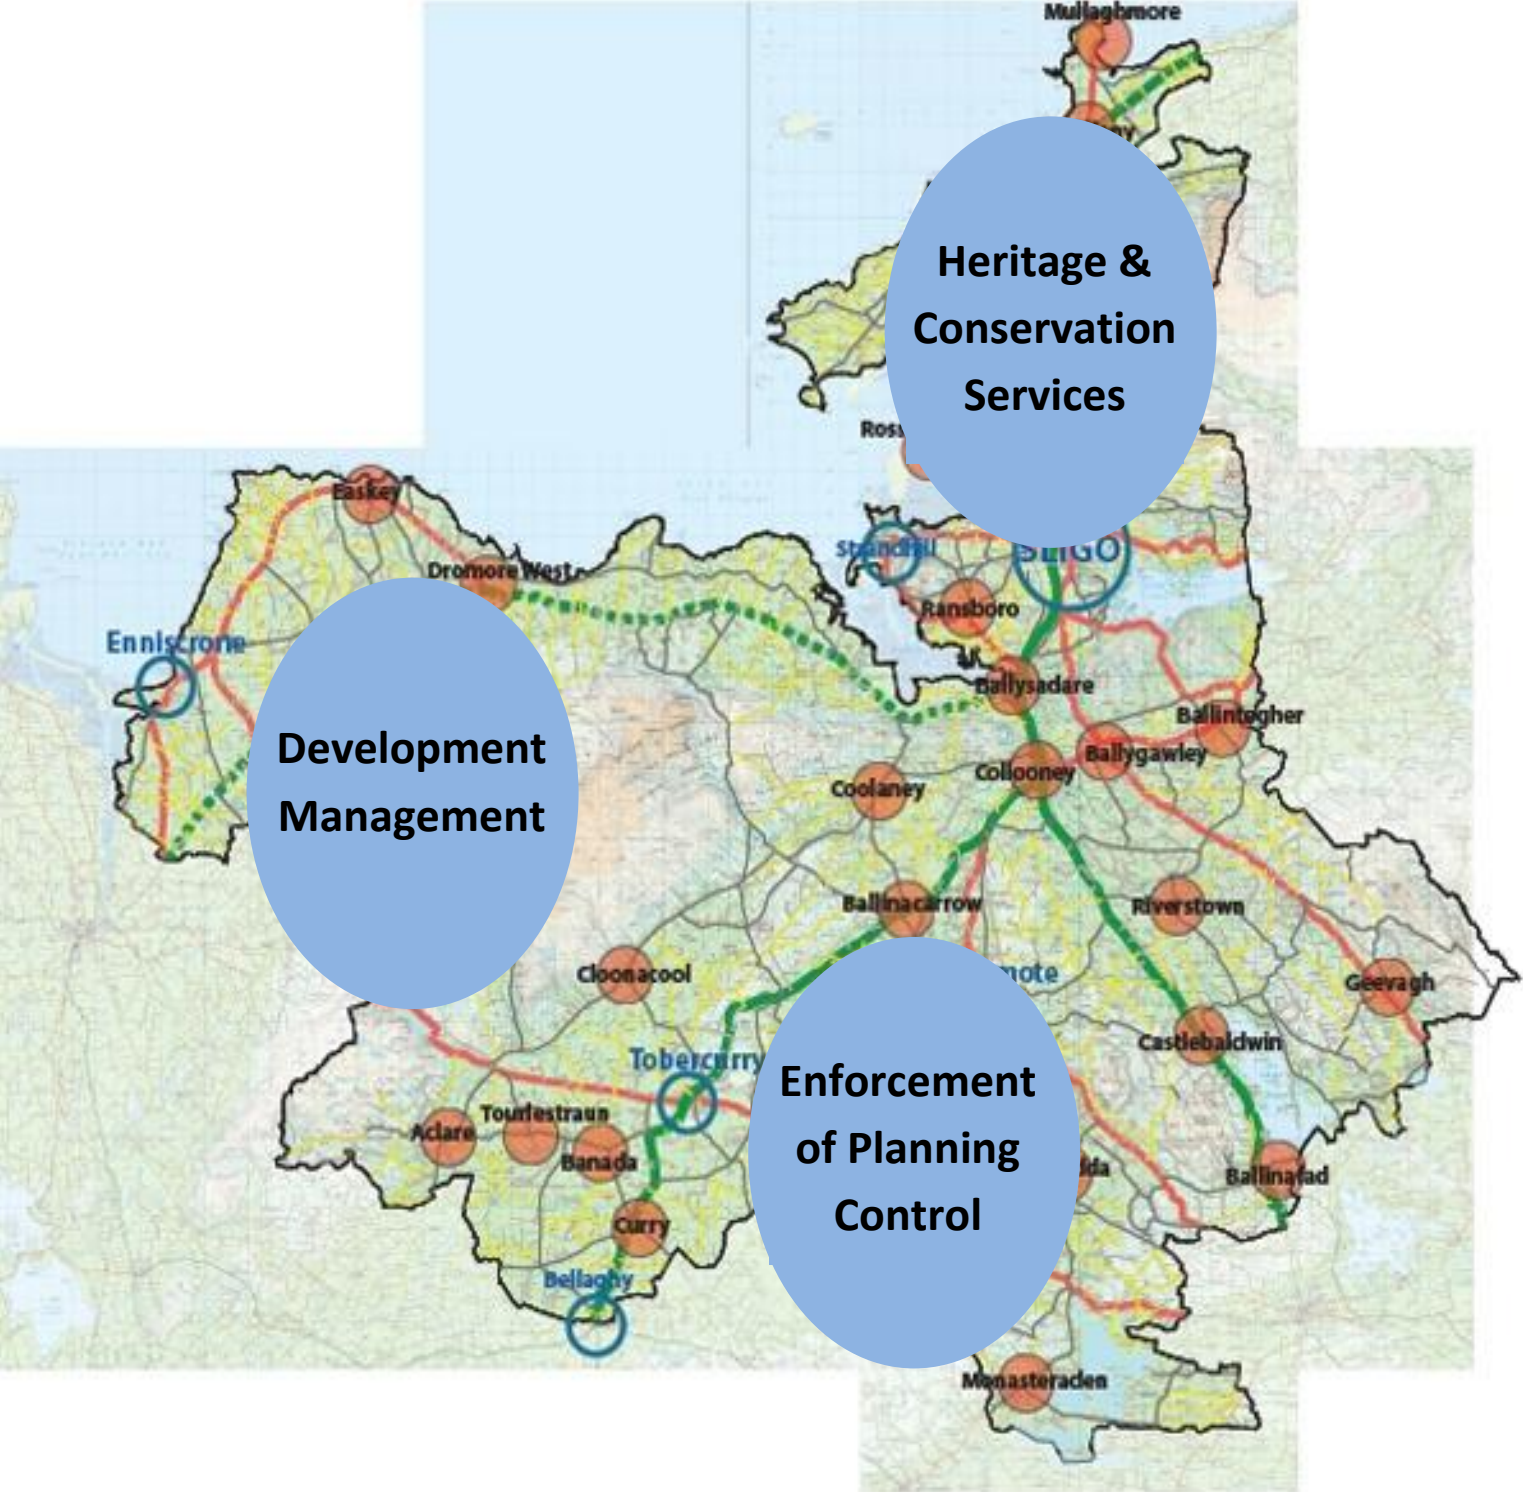 Mullaghmore
Heritage &
Conservation
Services
Easkey
Strandhill
SLIGO
Dromore West
Ransboro
Enniscrone
Ballysadare
Ballintogher
Development
Management
Ballygawley
Collooney
Coolaney
Ballinacarrow
Riverstown
Cloonacool
Geevagh
Castlebaldwin
Tobercurry
Enforcement
of Planning
Control
Tourlestraun
Aclare
Banada
Ballinafad
Curry
Bellaghy
Monasteraden